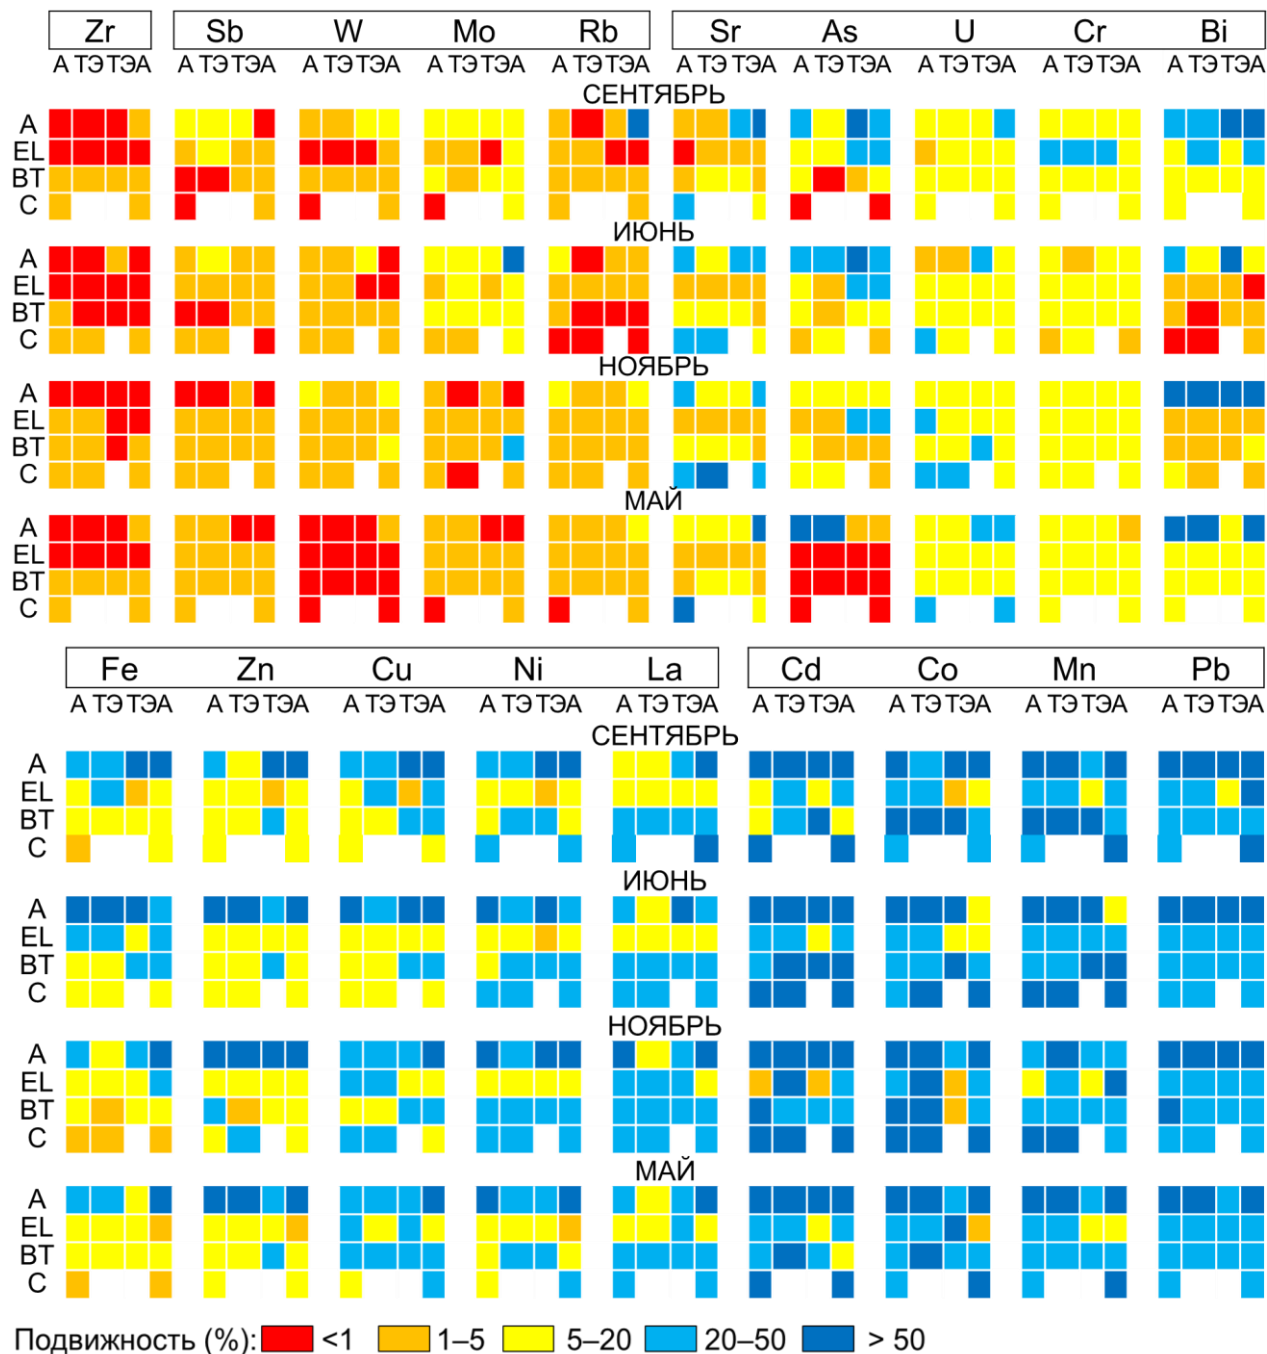 Zr Sb W Mo Rb Sr As U Cr Bi
А ТЭ ТЭА А ТЭ ТЭА А ТЭ ТЭА А ТЭ ТЭА А ТЭ ТЭА А ТЭ ТЭА А ТЭ ТЭА А ТЭ ТЭА А ТЭ ТЭА А ТЭ ТЭА
СЕНТЯБРЬ
A
EL
BT
C
ИЮНЬ
A
EL
BT
C
НОЯБРЬ
A
EL
BT
C
МАЙ
A
EL
BT
C
Fe Zn Cu Ni La Cd Co Mn Pb
А ТЭ ТЭА А ТЭ ТЭА А ТЭ ТЭА А ТЭ ТЭА А ТЭ ТЭА А ТЭ ТЭА А ТЭ ТЭА А ТЭ ТЭА А ТЭ ТЭА
СЕНТЯБРЬ
A
EL
BT
C
ИЮНЬ
A
EL
BT
C
НОЯБРЬ
A
EL
BT
C
МАЙ
A
EL
BT
C
Подвижность (%): <1 1–5 5–20 20–50 > 50